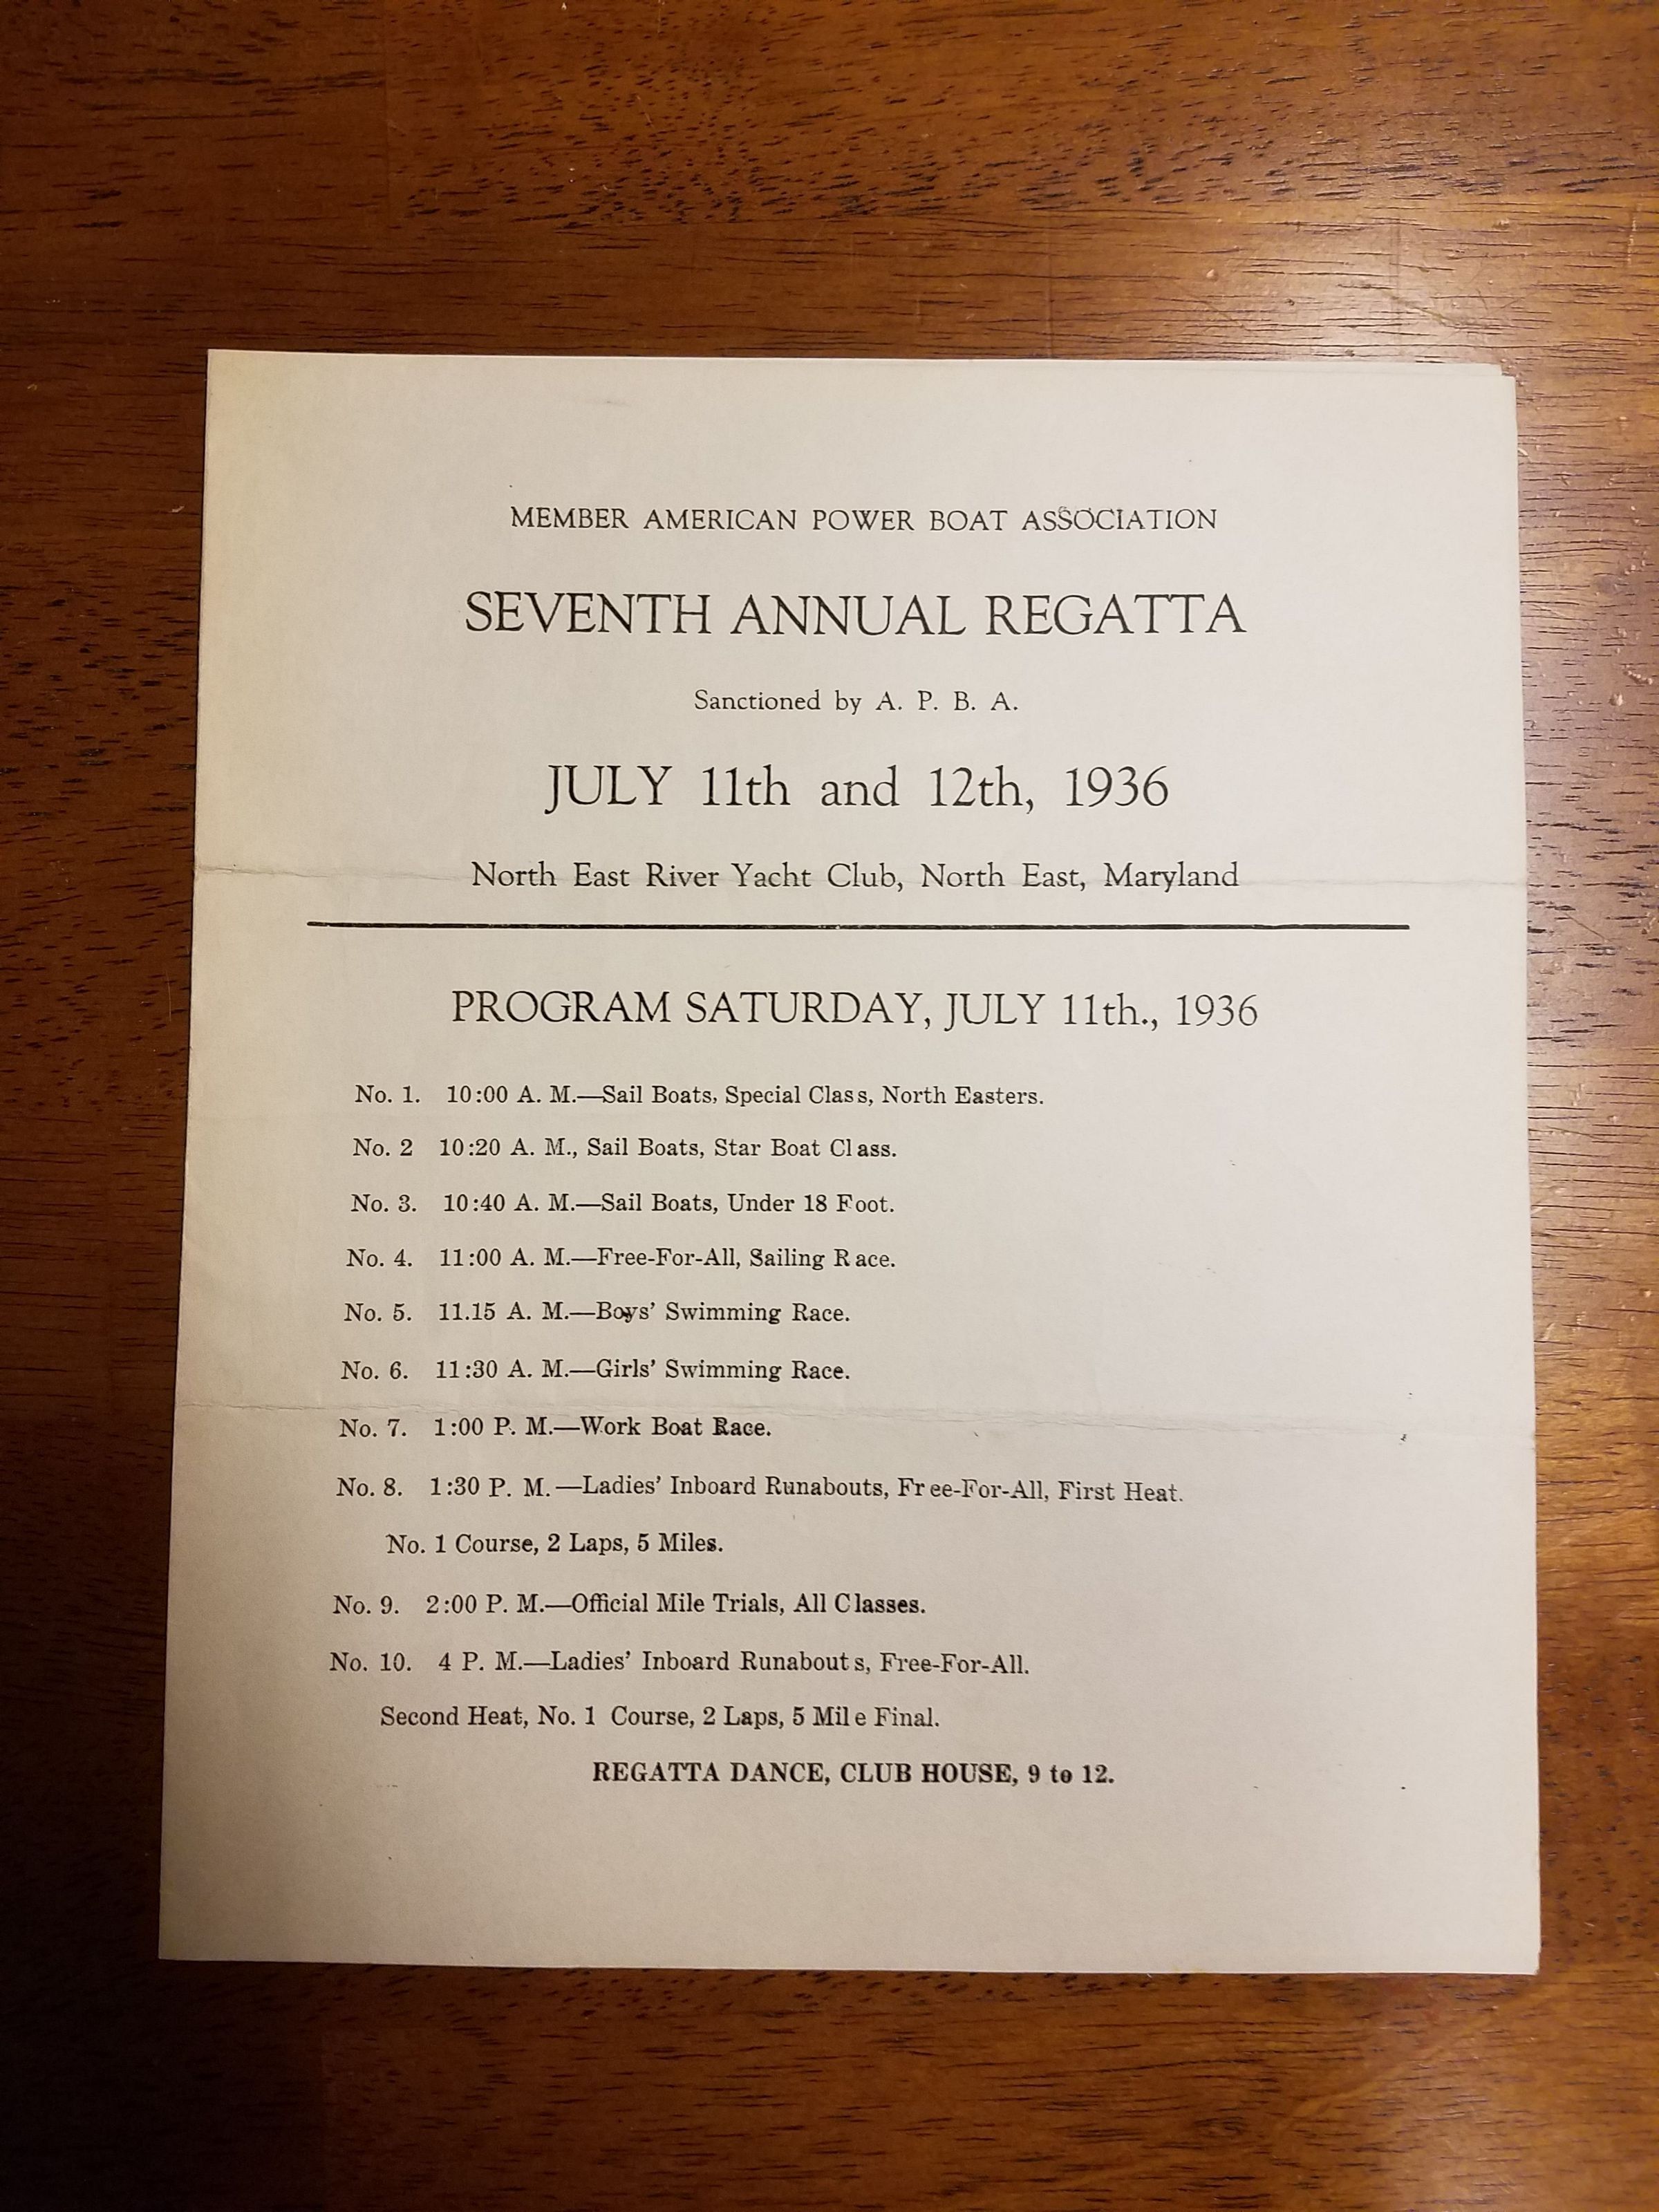 MEMBER AMERICAN POWER BOAT ASSOCIATION
SEVENTH ANNUAL REGATTA
Sanctioned by A. P. B. A.
JULY 11th and 12th, 1936
North East River Yacht Club, North East, Maryland
PROGRAM SATURDAY, JULY 11th., 1936
No. 1. 10:00 A. M.—Sail Boats, Special Class, North Easters.
No. 2 10:20 A. M., Sail Boats, Star Boat Class.
No. 3. 10:40 A. M.—Sail Boats, Under 18 Foot.
No. 4. 11:00 A. M.—Free-For-All, Sailing Race.
No. 5. 11.15 A. M.—Boys' Swimming Race.
No. 6. 11:30 A. M.—Girls' Swimming Race.
No. 7. 1:00 P. M.—Work Boat Race.
No. 8. 1:30 P. M.—Ladies' Inboard Runabouts, Free-For-All, First Heat.
No. 1 Course, 2 Laps, 5 Miles.
No. 9. 2:00 P. M.—Official Mile Trials, All Classes.
No. 10. 4 P. M.—Ladies' Inboard Runabouts, Free-For-All.
Second Heat, No. 1 Course, 2 Laps, 5 Mile Final.
REGATTA DANCE, CLUB HOUSE, 9 to 12.